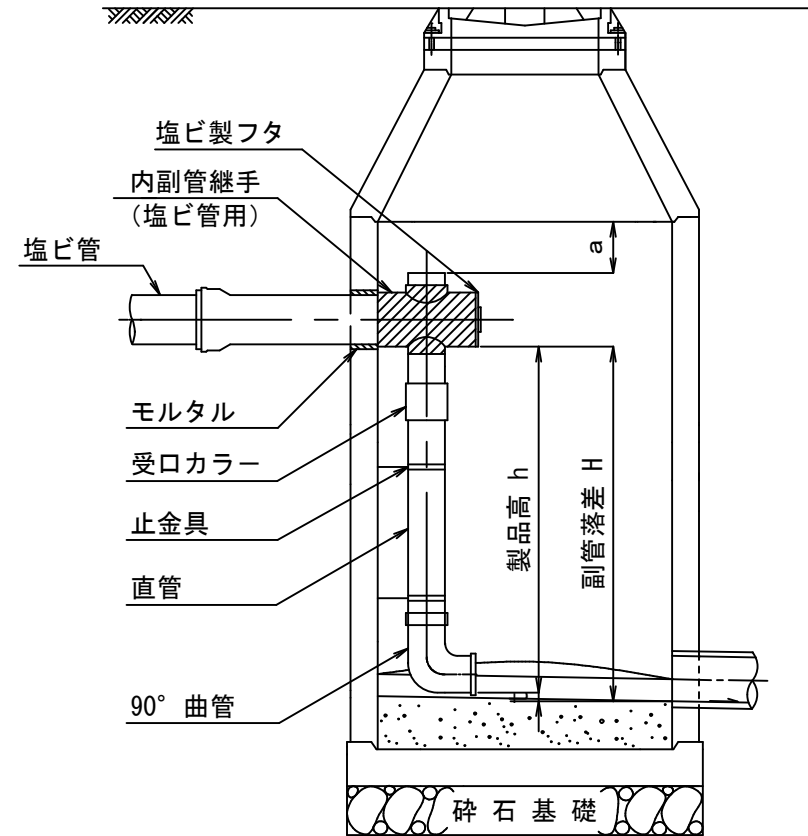 塩ビ製フタ
内副管継手
(塩ビ管用)
塩ビ管
a
モルタル
受口カラー
止金具
直管
90°曲管
製品高 h
副管落差 H
砕石基礎